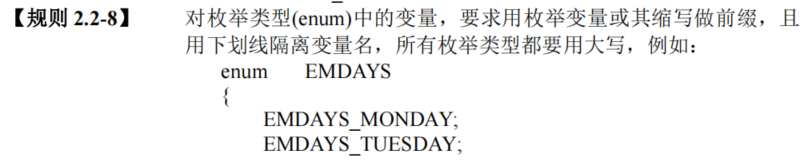 【规则 2.2-8】 对枚举类型(enum)中的变量，要求用枚举变量或其缩写做前缀，且
用下划线隔离变量名，所有枚举类型都要用大写，例如：
enum EMDAYS
{
EMDAYS_MONDAY;
EMDAYS_TUESDAY;